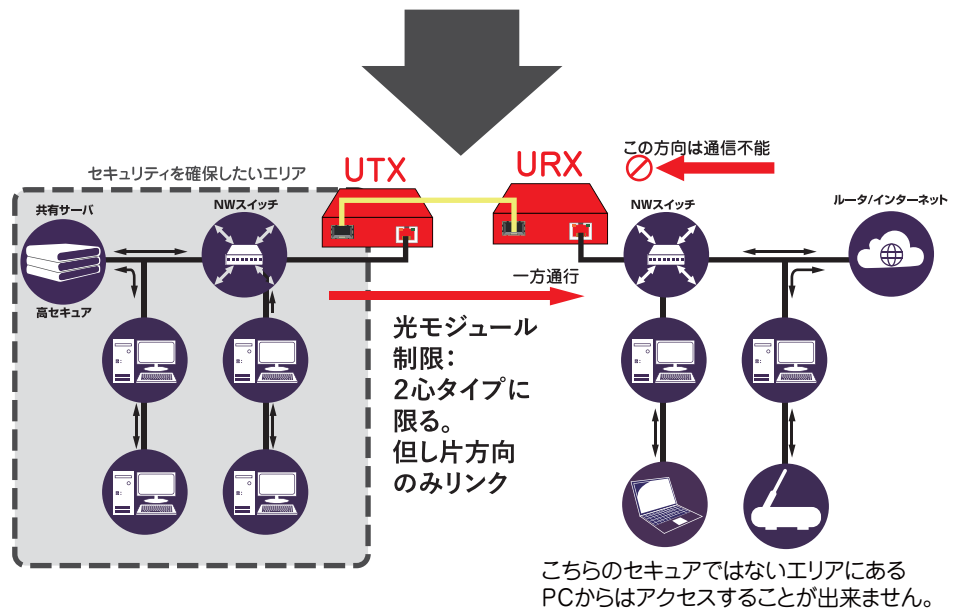 UTX
URX
この方向は通信不能
セキュリティを確保したいエリア
共有サーバ
NWスイッチ
NWスイッチ
ルータ/インターネット
高セキュア
一方通行
光モジュール
制限：
2心タイプに
限る。
但し片方向
のみリンク
こちらのセキュアではないエリアにある
PCからはアクセスすることが出来ません。